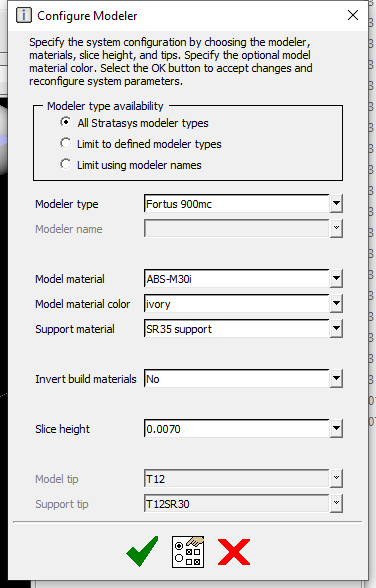 Configure Modeler
Specify the system configuration by choosing the modeler,
materials, slice height, and tips. Specify the optional model
material color. Select the OK button to accept changes and
reconfigure system parameters.
Modeler type availability
All Stratasys modeler types
Limit to defined modeler types
Limit using modeler names
Modeler type Fortus 900mc
Modeler name
Model material ABS-M30i
Model material color ivory
Support material SR35 support
Invert build materials No
Slice height 0.0070
Model tip T12
Support tip T12SR30